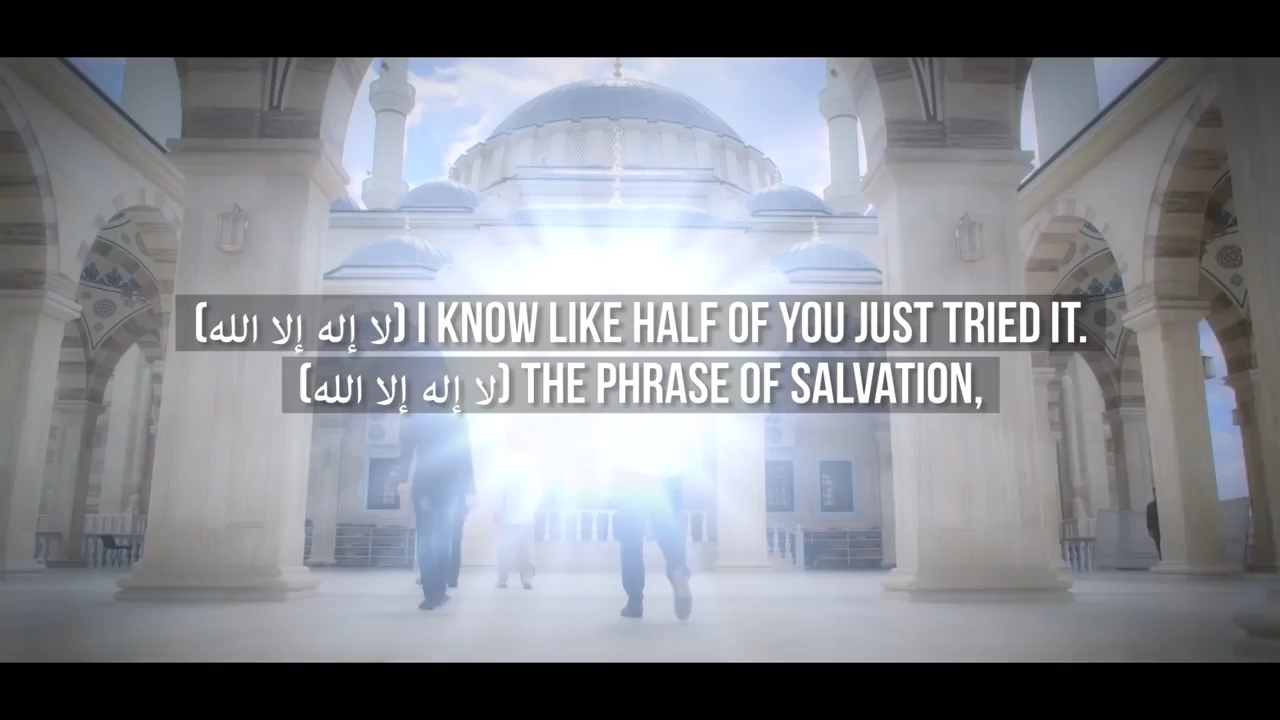 (لا إله إلا الله) I KNOW LIKE HALF OF YOU JUST TRIED IT.
(لا إله إلا الله) THE PHRASE OF SALVATION,